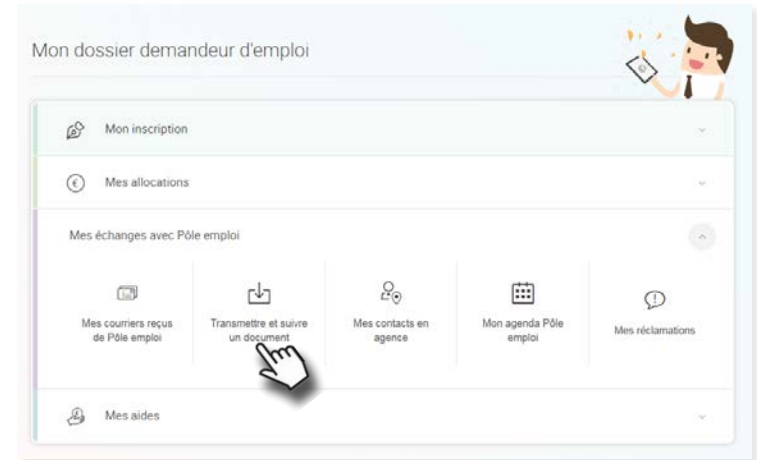 Mon dossier demandeur d'emploi
Mon inscription
Mes allocations
Mes échanges avec Pôle emploi
Mes courriers reçus
de Pôle emploi
Transmettre et suivre
un document
Mes contacts en
agence
Mon agenda Pôle
emploi
Mes réclamations
Mes aides